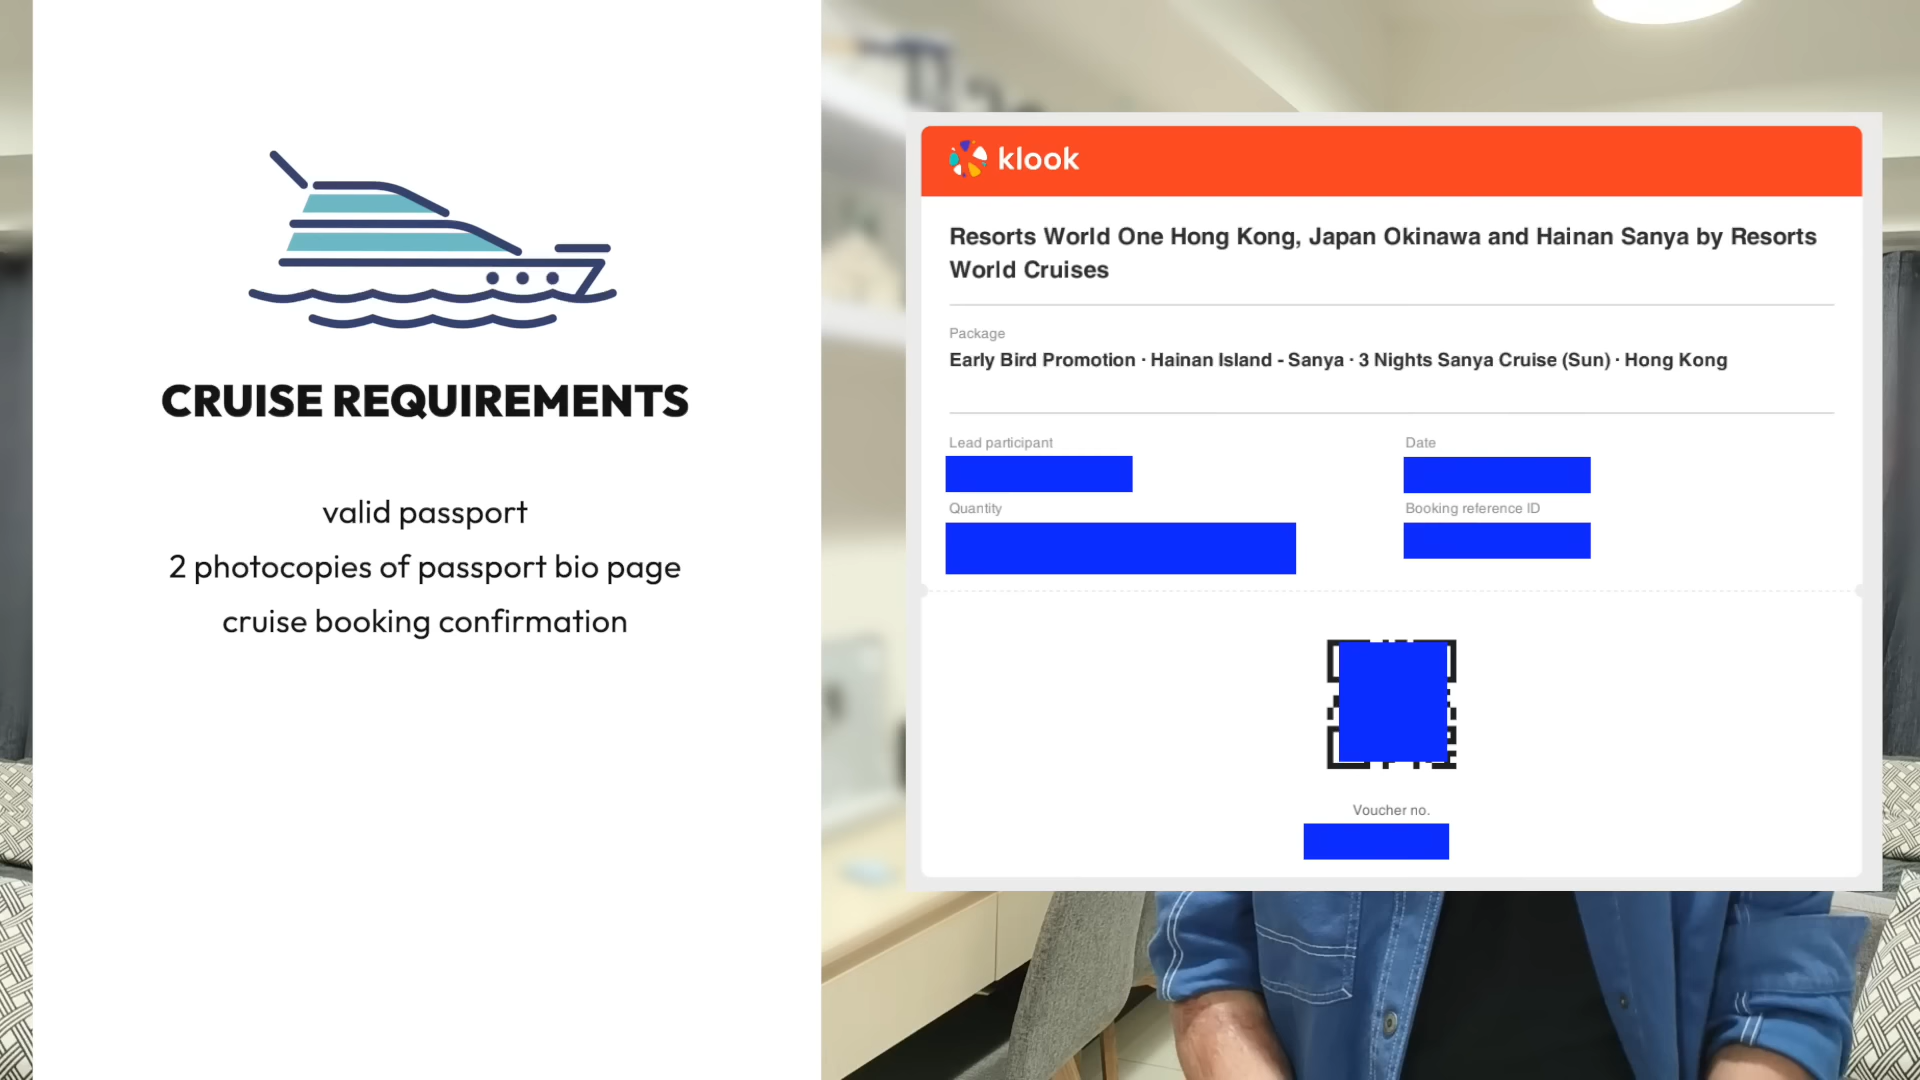 CRUISE REQUIREMENTS
valid passport
2 photocopies of passport bio page
cruise booking confirmation
klook
Resorts World One Hong Kong, Japan Okinawa and Hainan Sanya by Resorts
World Cruises
Package
Early Bird Promotion · Hainan Island - Sanya · 3 Nights Sanya Cruise (Sun) · Hong Kong
Lead participant
Date
Quantity
Booking reference ID
Voucher no.